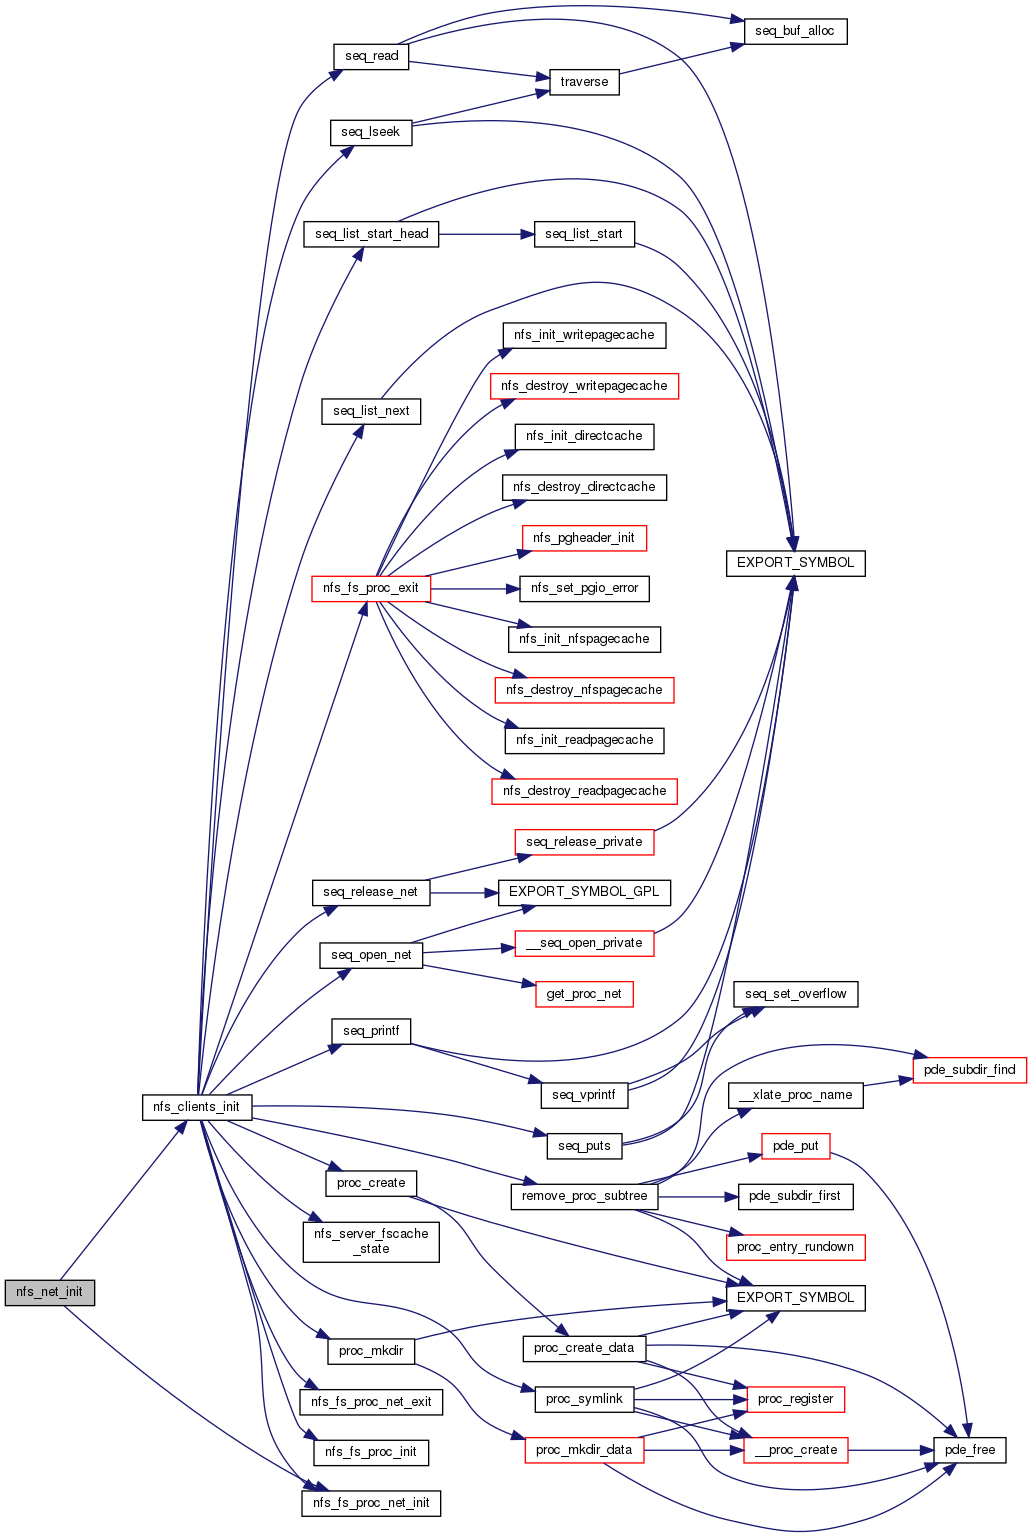 seq_buf_alloc
seq_read
traverse
seq_lseek
seq_list_start_head
seq_list_start
nfs_init_writepagecache
nfs_destroy_writepagecache
seq_list_next
nfs_init_directcache
nfs_destroy_directcache
nfs_pgheader_init
EXPORT_SYMBOL
nfs_fs_proc_exit
nfs_set_pgio_error
nfs_init_nfspagecache
nfs_destroy_nfspagecache
nfs_init_readpagecache
nfs_destroy_readpagecache
seq_release_private
seq_release_net
EXPORT_SYMBOL_GPL
__seq_open_private
seq_open_net
get_proc_net
seq_set_overflow
seq_printf
pde_subdir_find
seq_vprintf
__xlate_proc_name
nfs_clients_init
seq_puts
pde_put
proc_create
remove_proc_subtree
pde_subdir_first
nfs_server_fscache
_state
proc_entry_rundown
nfs_net_init
EXPORT_SYMBOL
proc_mkdir
proc_create_data
nfs_fs_proc_net_exit
proc_symlink
proc_register
nfs_fs_proc_init
proc_mkdir_data
__proc_create
pde_free
nfs_fs_proc_net_init